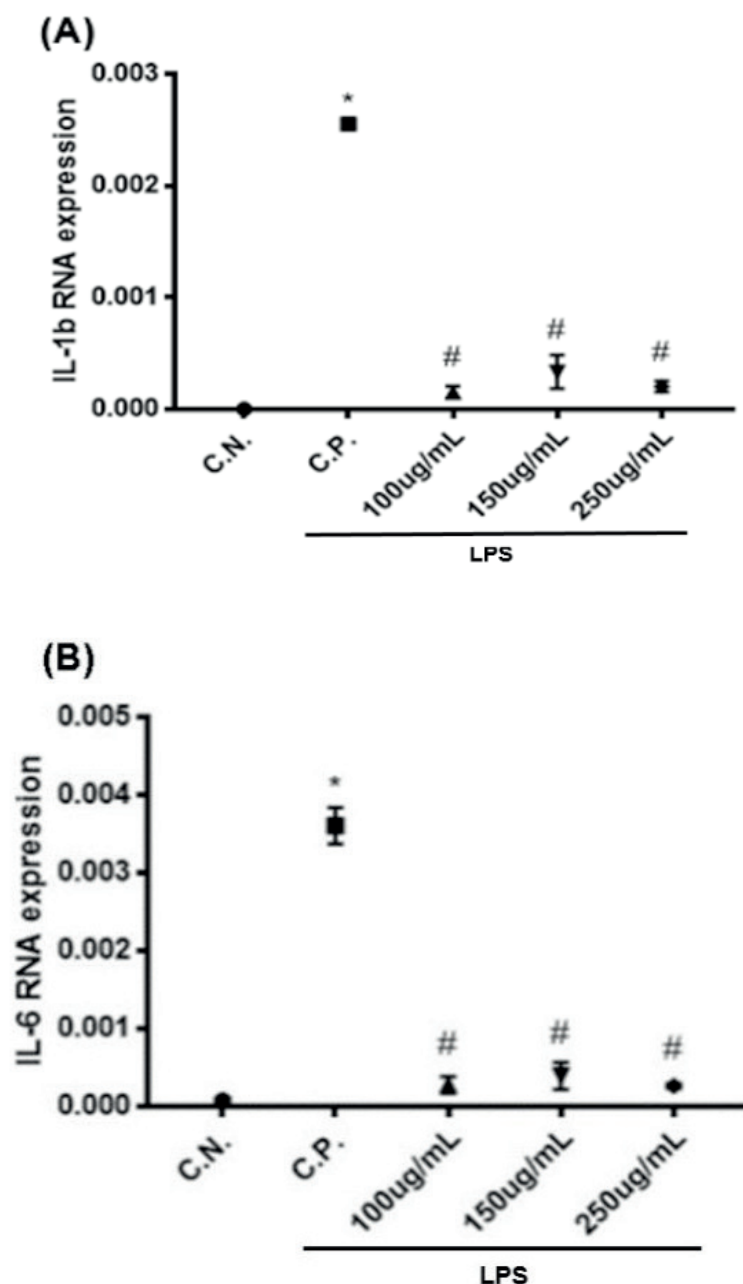 (A)
IL-1b RNA expression
0.003
0.002
0.001
0.000
*
#
#
#
C.N.
C.P.
100ug/mL
150ug/mL
250ug/mL
LPS
(B)
IL-6 RNA expression
0.005
0.004
0.003
0.002
0.001
0.000
*
#
#
#
C.N.
C.P.
100ug/mL
150ug/mL
250ug/mL
LPS